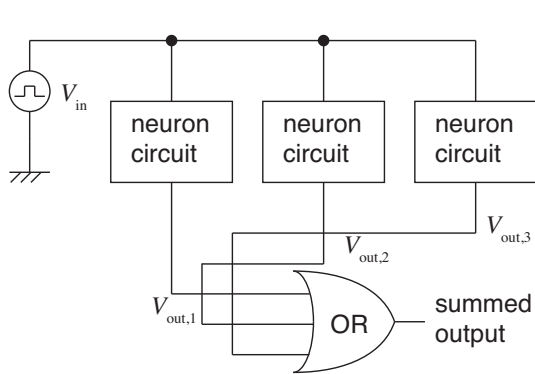 V_in
neuron
circuit
neuron
circuit
neuron
circuit
V_out,1
V_out,2
V_out,3
OR
summed
output